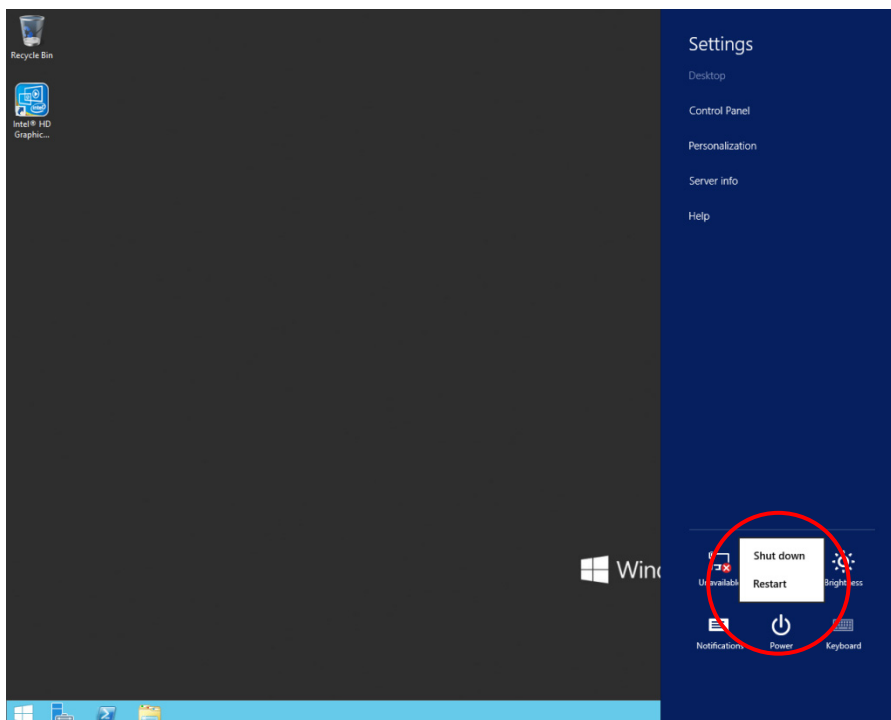 Recycle Bin
Intel® HD
Graphic...
Settings
Desktop
Control Panel
Personalization
Server info
Help
Shut down
Restart
Brightness
Notifications
Power
Keyboard